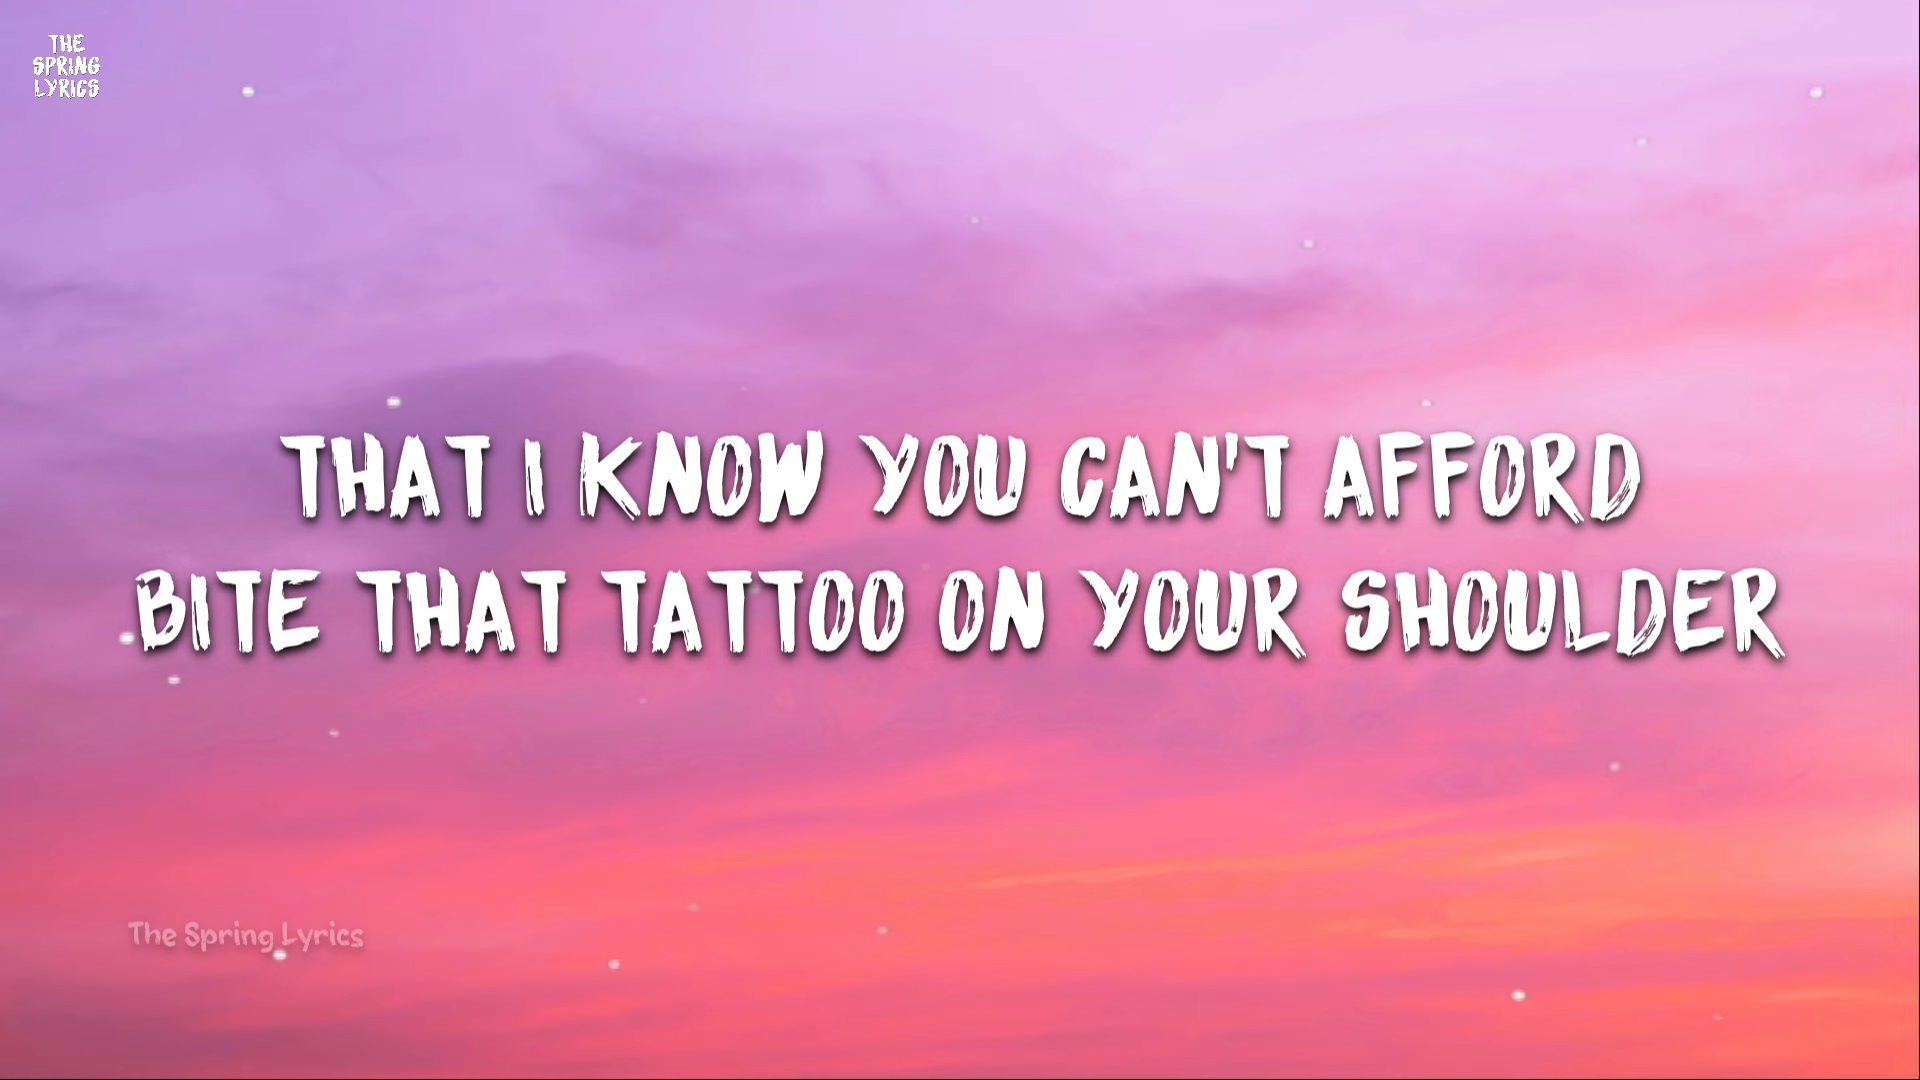 THE
SPRING
LYRICS
THAT I KNOW YOU CAN'T AFFORD
BITE THAT TATTOO ON YOUR SHOULDER
The Spring Lyrics